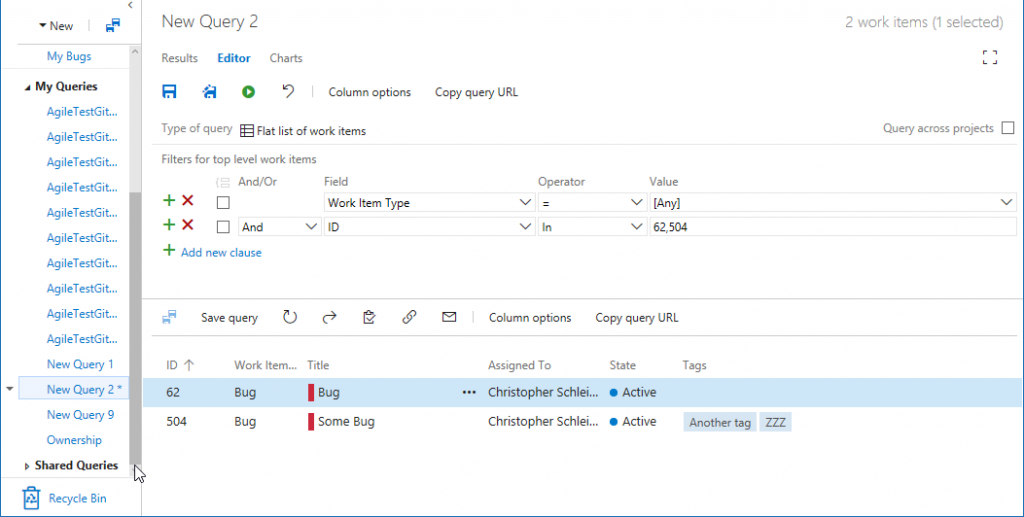 New
My Bugs
My Queries
AgileTestGit...
AgileTestGit...
AgileTestGit...
AgileTestGit...
AgileTestGit...
AgileTestGit...
AgileTestGit...
AgileTestGit...
AgileTestGit...
AgileTestGit...
New Query 1
New Query 2 *
New Query 9
Ownership
Shared Queries
Recycle Bin
New Query 2
2 work items (1 selected)
Results Editor Charts
Column options Copy query URL
Type of query Flat list of work items Query across projects
Filters for top level work items
And/Or Field Operator Value
Work Item Type = [Any]
And ID In 62,504
Add new clause
Save query Column options Copy query URL
ID Work Item... Title Assigned To State Tags
62 Bug Bug ... Christopher Schlei... Active
504 Bug Some Bug Christopher Schlei... Active Another tag ZZZ